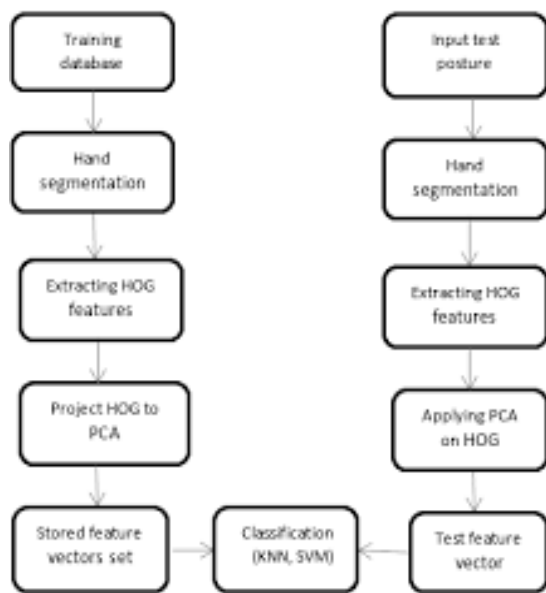 Training
database
Hand
segmentation
Extracting HOG
features
Project HOG to
PCA
Stored feature
vectors set
Classification
(KNN, SVM)
Input test
posture
Hand
segmentation
Extracting HOG
features
Applying PCA
on HOG
Test feature
vector